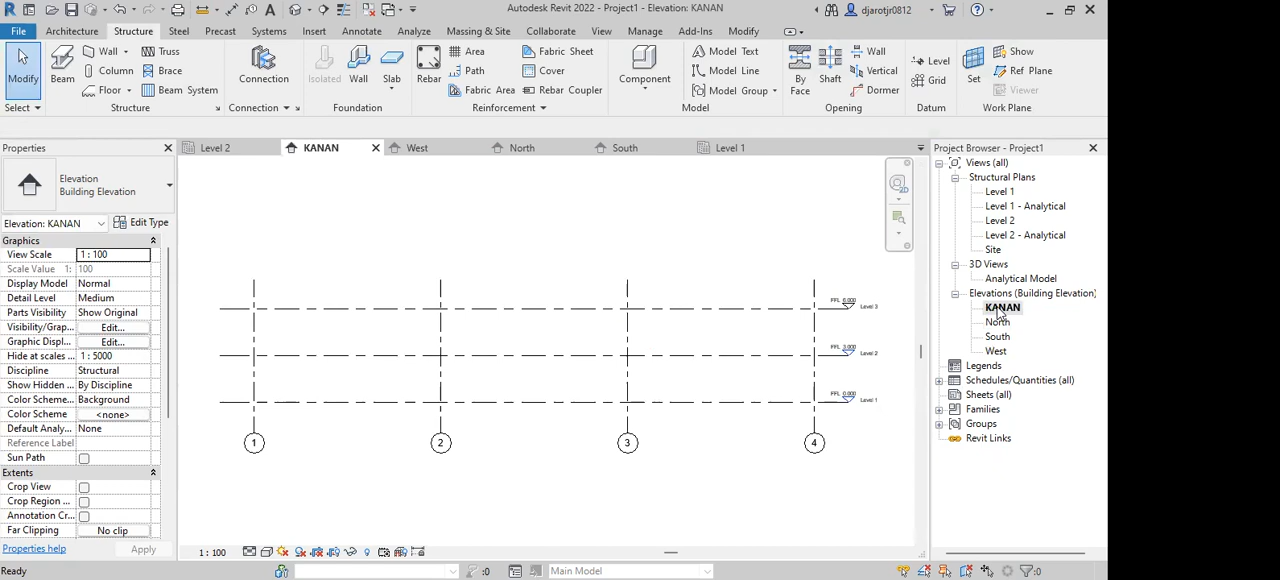 Autodesk Revit 2022 - Project1 - Elevation: KANAN
djarotjr0812
File Architecture Structure Steel Precast Systems Insert Annotate Analyze Massing & Site Collaborate View Manage Add-Ins Modify
Modify
Select
Beam
Wall
Column
Floor
Truss
Brace
Beam System
Structure
Connection
Connection
Isolated
Wall
Slab
Foundation
Rebar
Area
Path
Fabric Area
Fabric Sheet
Cover
Rebar Coupler
Reinforcement
Component
Model Text
Model Line
Model Group
Model
By Face
Shaft
Wall
Vertical
Dormer
Opening
Level
Grid
Datum
Set
Show
Ref Plane
Viewer
Work Plane
Properties
Elevation
Building Elevation
Elevation: KANAN
Edit Type
Graphics
View Scale 1 : 100
Scale Value 1: 100
Display Model Normal
Detail Level Medium
Parts Visibility Show Original
Visibility/Grap... Edit...
Graphic Displ... Edit...
Hide at scales ... 1 : 5000
Discipline Structural
Show Hidden ... By Discipline
Color Scheme... Background
Color Scheme <none>
Default Analy... None
Reference Label
Sun Path
Extents
Crop View
Crop Region ...
Annotation Cr...
Far Clipping No clip
Properties help
Apply
Level 2 KANAN West North South Level 1
2D
FFL 6.000 Level 3
FFL 3.000 Level 2
FFL 0.000 Level 1
1 2 3 4
1 : 100
Project Browser - Project1
Views (all)
Structural Plans
Level 1
Level 1 - Analytical
Level 2
Level 2 - Analytical
Site
3D Views
Analytical Model
Elevations (Building Elevation)
KANAN
North
South
West
Legends
Schedules/Quantities (all)
Sheets (all)
Families
Groups
Revit Links
Ready
:0
Main Model
:0